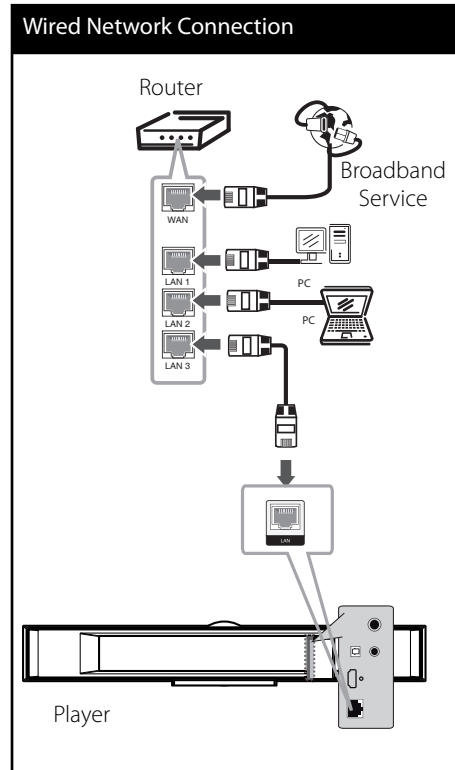 Wired Network Connection
Router
Broadband
Service
WAN
LAN 1
PC
LAN 2
PC
LAN 3
LAN
Player